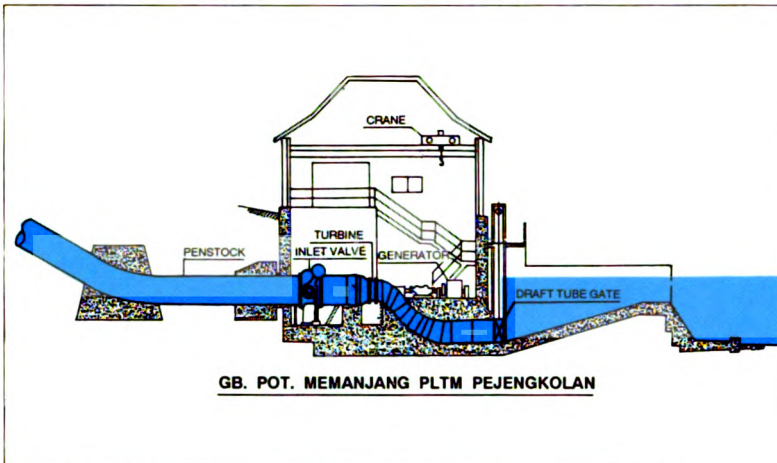 CRANE
TURBINE
PENSTOCK
INLET VALVE
GENERATOR
DRAFT TUBE GATE
GB. POT. MEMANJANG PLTM PEJENGKOLAN